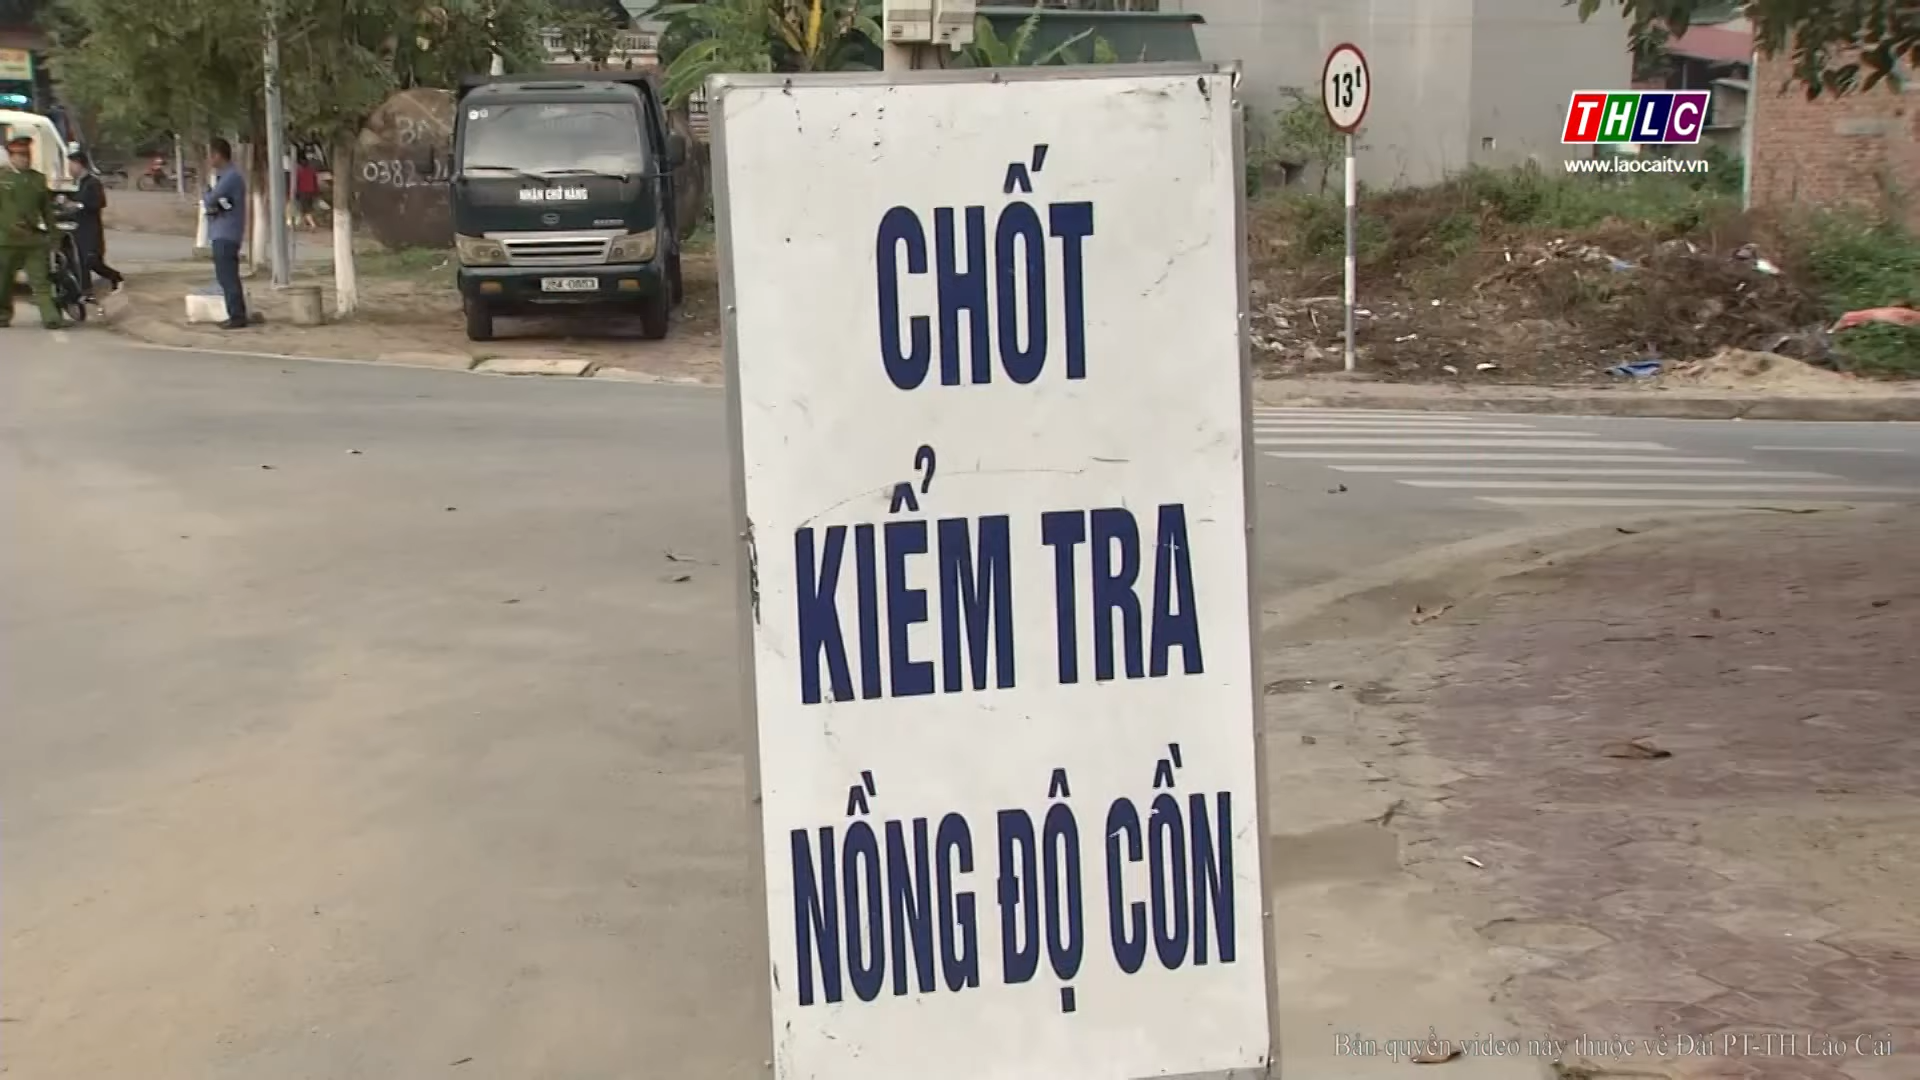 13t
THLC
www.laocaitv.vn
NHẬN CHỞ HÀNG
CHỐT
KIỂM TRA
NỒNG ĐỘ CỒN
Bản quyền video này thuộc về Đài PT-TH Lào Cai